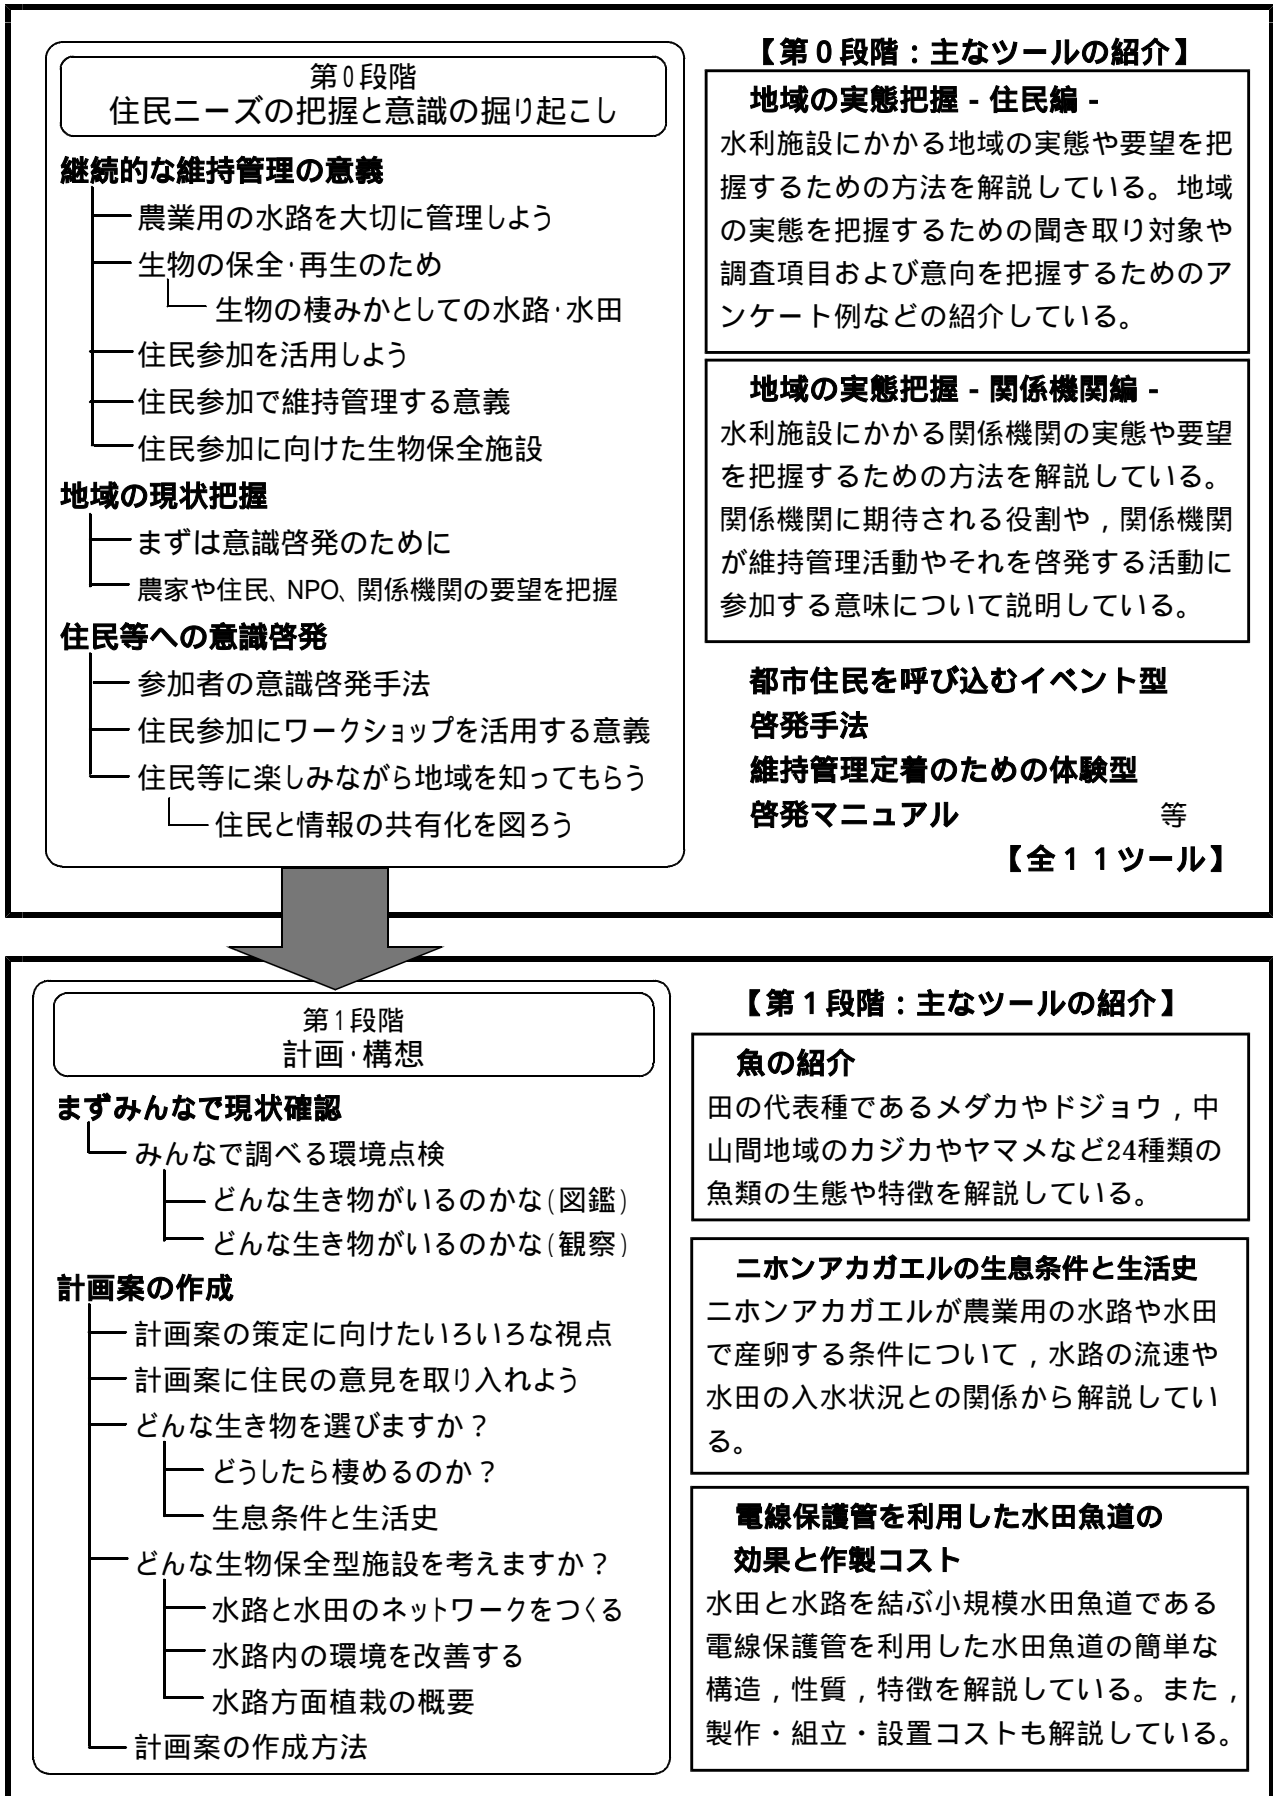 第0段階
住民ニーズの把握と意識の掘り起こし
継続的な維持管理の意義
農業用の水路を大切に管理しよう
生物の保全・再生のため
生物の棲みかとしての水路・水田
住民参加を活用しよう
住民参加で維持管理する意義
住民参加に向けた生物保全施設
地域の現状把握
まずは意識啓発のために
農家や住民、NPO、関係機関の要望を把握
住民等への意識啓発
参加者の意識啓発手法
住民参加にワークショップを活用する意義
住民等に楽しみながら地域を知ってもらう
住民と情報の共有化を図ろう
【第０段階：主なツールの紹介】
地域の実態把握－住民編－
水利施設にかかる地域の実態や要望を把
握するための方法を解説している。地域
の実態を把握するための聞き取り対象や
調査項目および意向を把握するためのア
ンケート例などの紹介している。
地域の実態把握－関係機関編－
水利施設にかかる関係機関の実態や要望
を把握するための方法を解説している。
関係機関に期待される役割や，関係機関
が維持管理活動やそれを啓発する活動に
参加する意味について説明している。
都市住民を呼び込むイベント型
啓発手法
維持管理定着のための体験型
啓発マニュアル 等
【全１１ツール】
第1段階
計画・構想
まずみんなで現状確認
みんなで調べる環境点検
どんな生き物がいるのかな(図鑑)
どんな生き物がいるのかな(観察)
計画案の作成
計画案の策定に向けたいろいろな視点
計画案に住民の意見を取り入れよう
どんな生き物を選びますか？
どうしたら棲めるのか？
生息条件と生活史
どんな生物保全型施設を考えますか？
水路と水田のネットワークをつくる
水路内の環境を改善する
水路方面植栽の概要
計画案の作成方法
【第１段階：主なツールの紹介】
魚の紹介
田の代表種であるメダカやドジョウ，中
山間地域のカジカやヤマメなど24種類の
魚類の生態や特徴を解説している。
ニホンアカガエルの生息条件と生活史
ニホンアカガエルが農業用の水路や水田
で産卵する条件について，水路の流速や
水田の入水状況との関係から解説してい
る。
電線保護管を利用した水田魚道の
効果と作製コスト
水田と水路を結ぶ小規模水田魚道である
電線保護管を利用した水田魚道の簡単な
構造，性質，特徴を解説している。また，
製作・組立・設置コストも解説している。